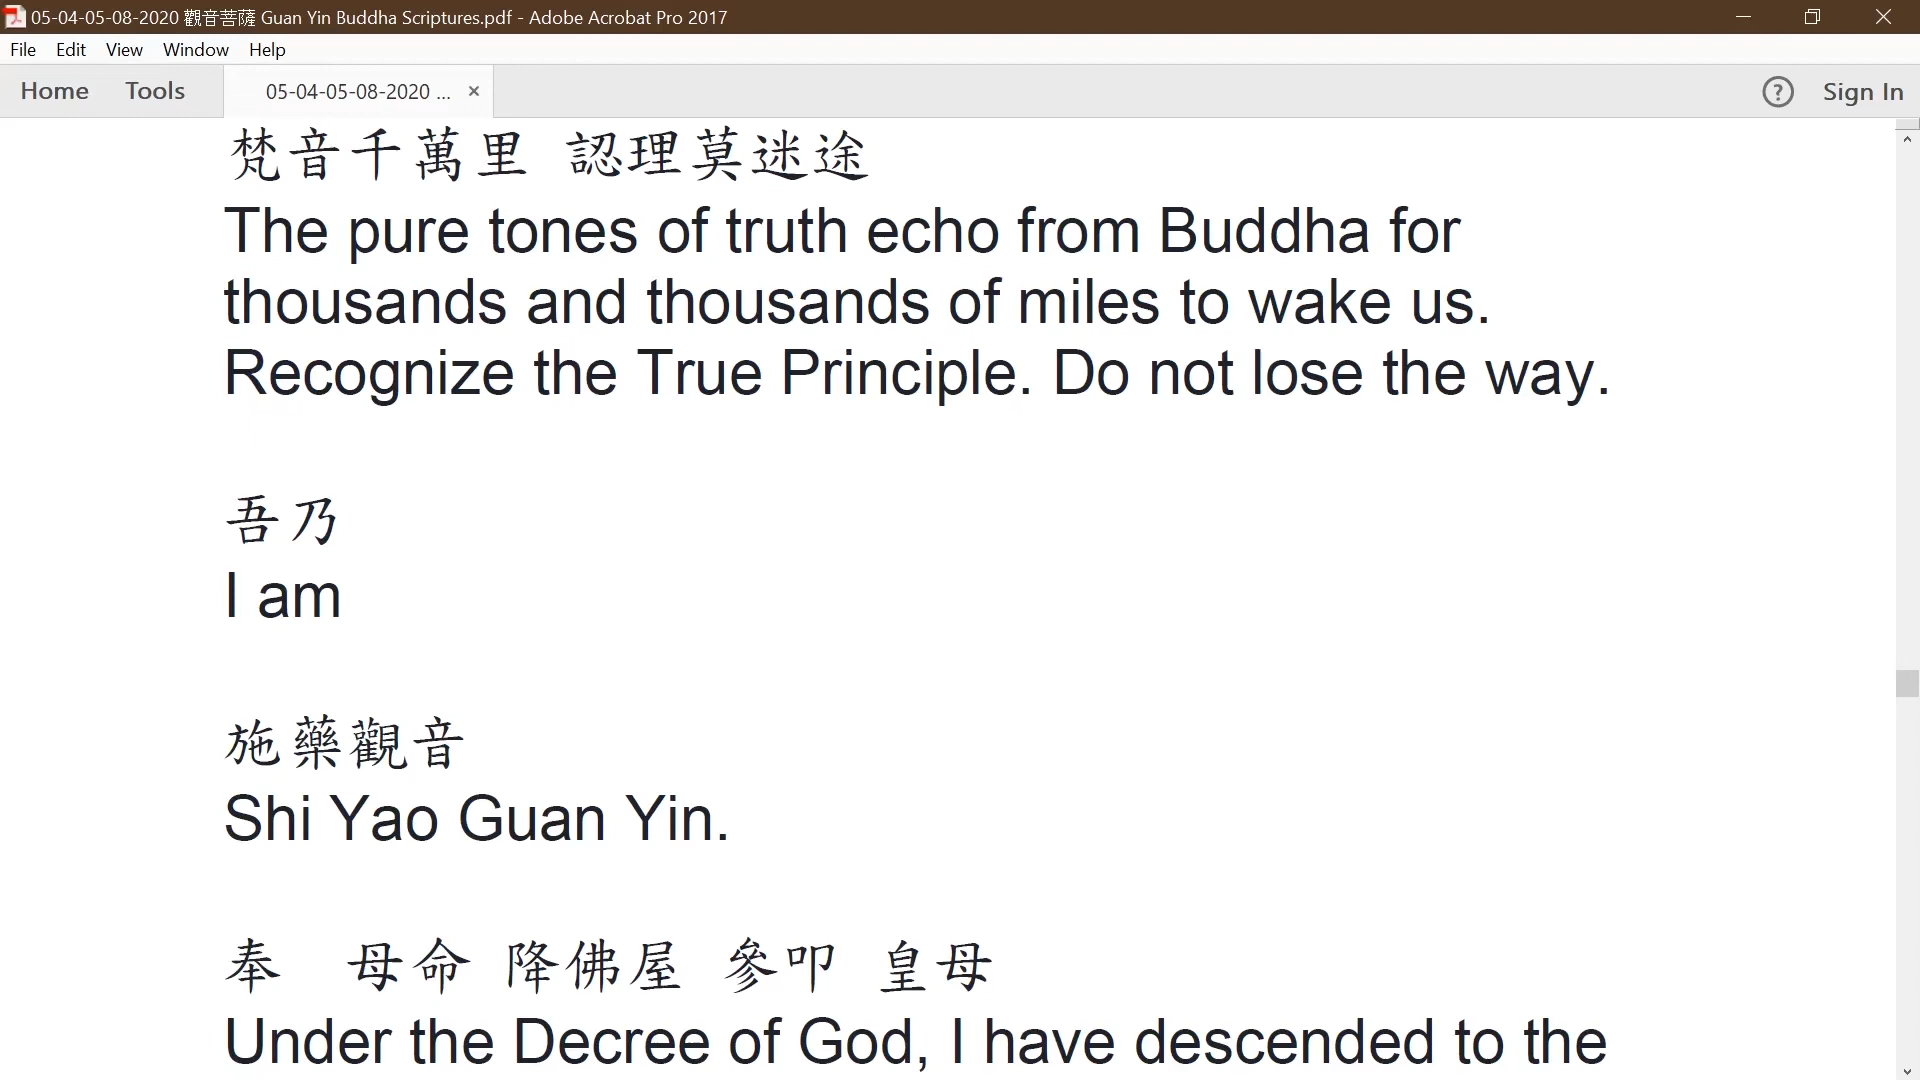 05-04-05-08-2020 觀音菩薩 Guan Yin Buddha Scriptures.pdf - Adobe Acrobat Pro 2017
File Edit View Window Help
Home Tools 05-04-05-08-2020 ... × ? Sign In
梵音千萬里 認理莫迷途
The pure tones of truth echo from Buddha for
thousands and thousands of miles to wake us.
Recognize the True Principle. Do not lose the way.
吾乃
I am
施藥觀音
Shi Yao Guan Yin.
奉 母命 降佛屋 參叩 皇母
Under the Decree of God, I have descended to the